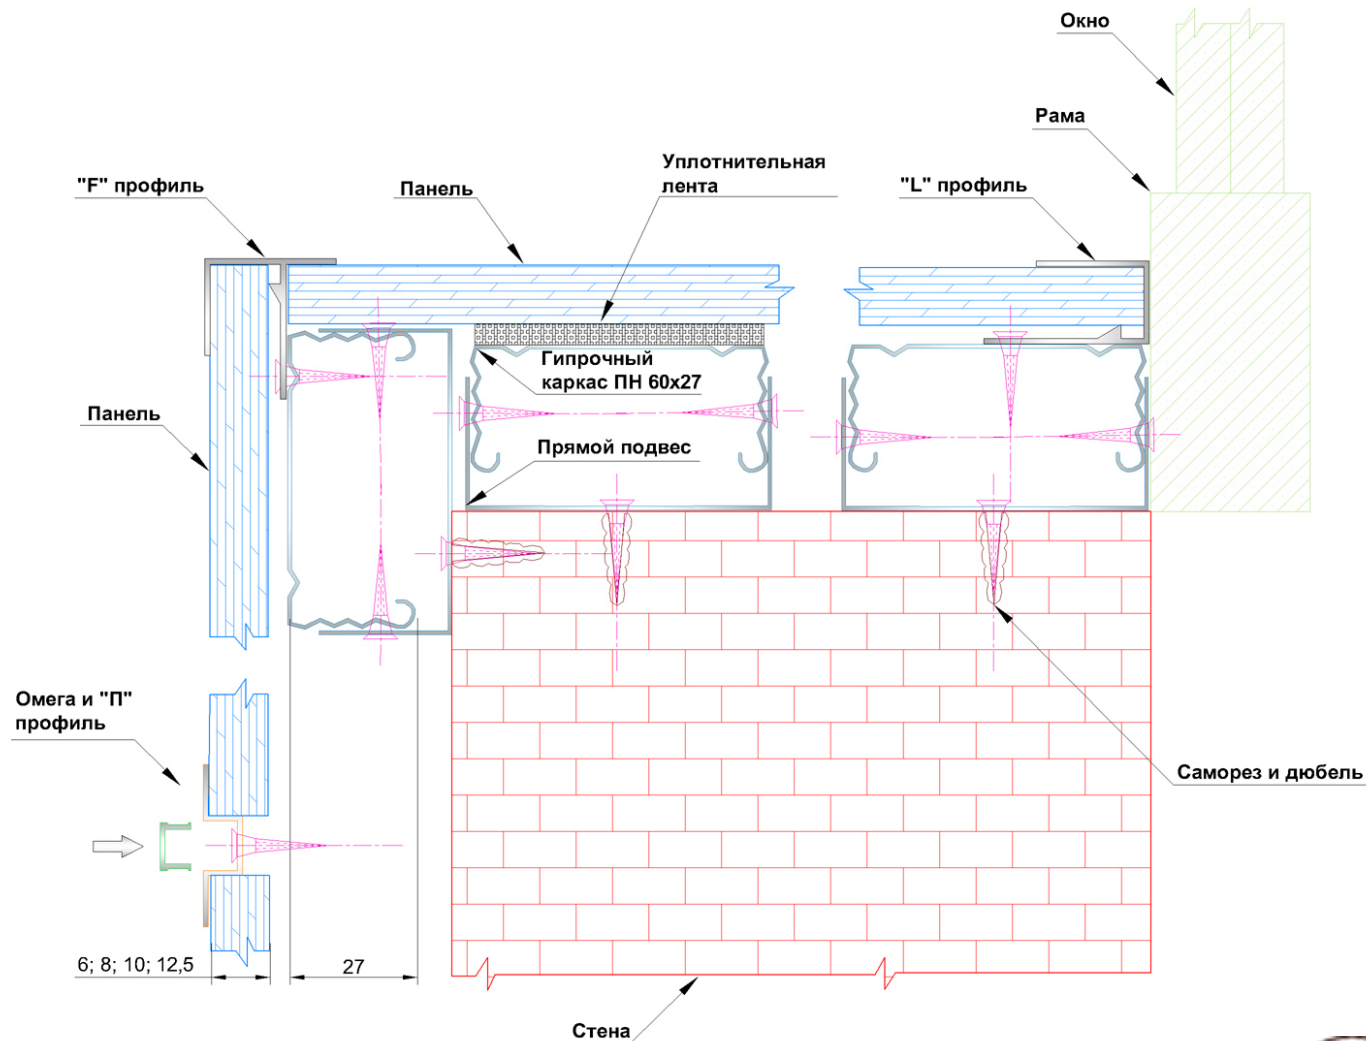 Окно
Рама
Уплотнительная
лента
"F" профиль
Панель
"L" профиль
Гипрочный
каркас ПН 60х27
Панель
Прямой подвес
Омега и "П"
профиль
Саморез и дюбель
6; 8; 10; 12,5
27
Стена